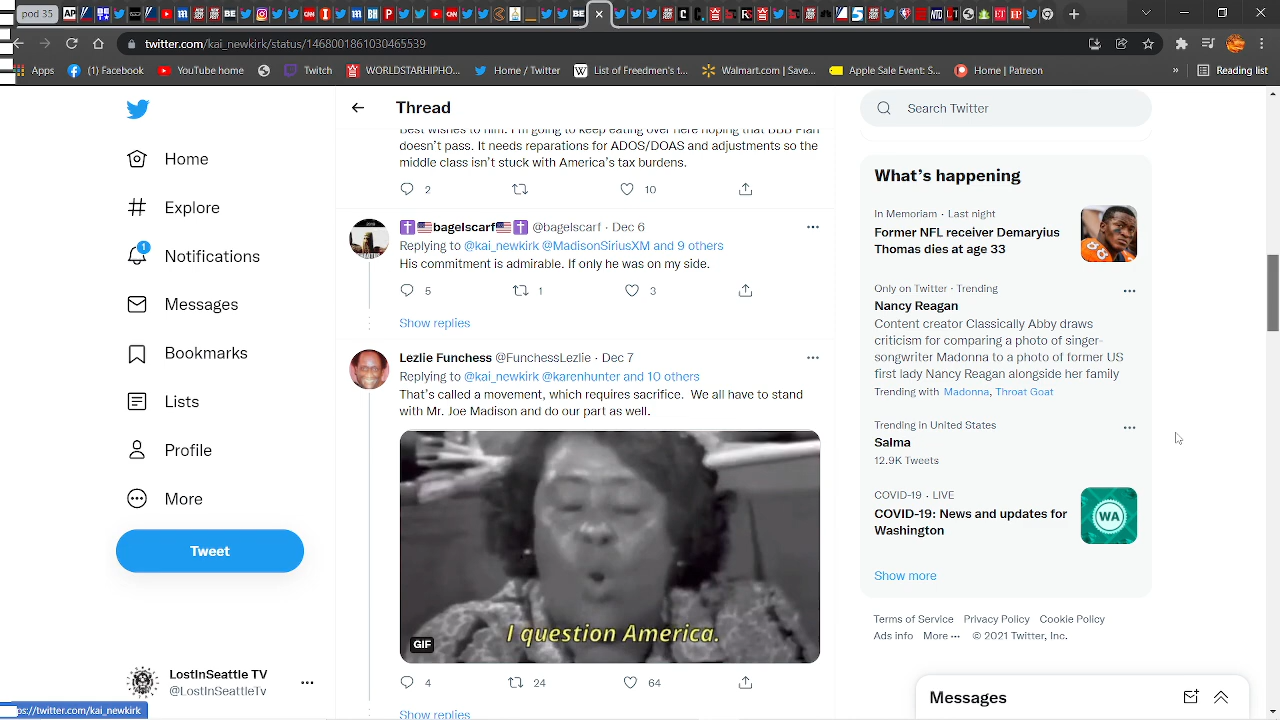 pod 35
twitter.com/kai_newkirk/status/1468001861030465539
Apps
(1) Facebook
YouTube home
Twitch
WORLDSTARHIPHO...
Home / Twitter
List of Freedmen's t...
Walmart.com | Save...
Apple Sale Event S...
Home | Patreon
»
Reading list
Home
Explore
1
Notifications
Messages
Bookmarks
Lists
Profile
More
Tweet
LostInSeattle TV
@LostInSeattleTv
ps://twitter.com/kai_newkirk
Thread
Best wishes to him. I'm going to keep eating over here hoping that BBB Plan
doesn't pass. It needs reparations for ADOS/DOAS and adjustments so the
middle class isn't stuck with America's tax burdens.
2 10
bagelscarf @bagelscarf · Dec 6
Replying to @kai_newkirk @MadisonSiriusXM and 9 others
His commitment is admirable. If only he was on my side.
5 1 3
Show replies
Lezlie Funchess @FunchessLezlie · Dec 7
Replying to @kai_newkirk @karenhunter and 10 others
That's called a movement, which requires sacrifice. We all have to stand
with Mr. Joe Madison and do our part as well.
I question America.
GIF
4 24 64
Show replies
Search Twitter
What's happening
In Memoriam · Last night
Former NFL receiver Demaryius
Thomas dies at age 33
Only on Twitter · Trending
Nancy Reagan
Content creator Classically Abby draws
criticism for comparing a photo of singer-
songwriter Madonna to a photo of former US
first lady Nancy Reagan alongside her family
Trending with Madonna, Throat Goat
Trending in United States
Salma
12.9K Tweets
COVID-19 · LIVE
COVID-19: News and updates for
Washington
WA
Show more
Terms of Service Privacy Policy Cookie Policy
Ads info More ··· © 2021 Twitter, Inc.
Messages